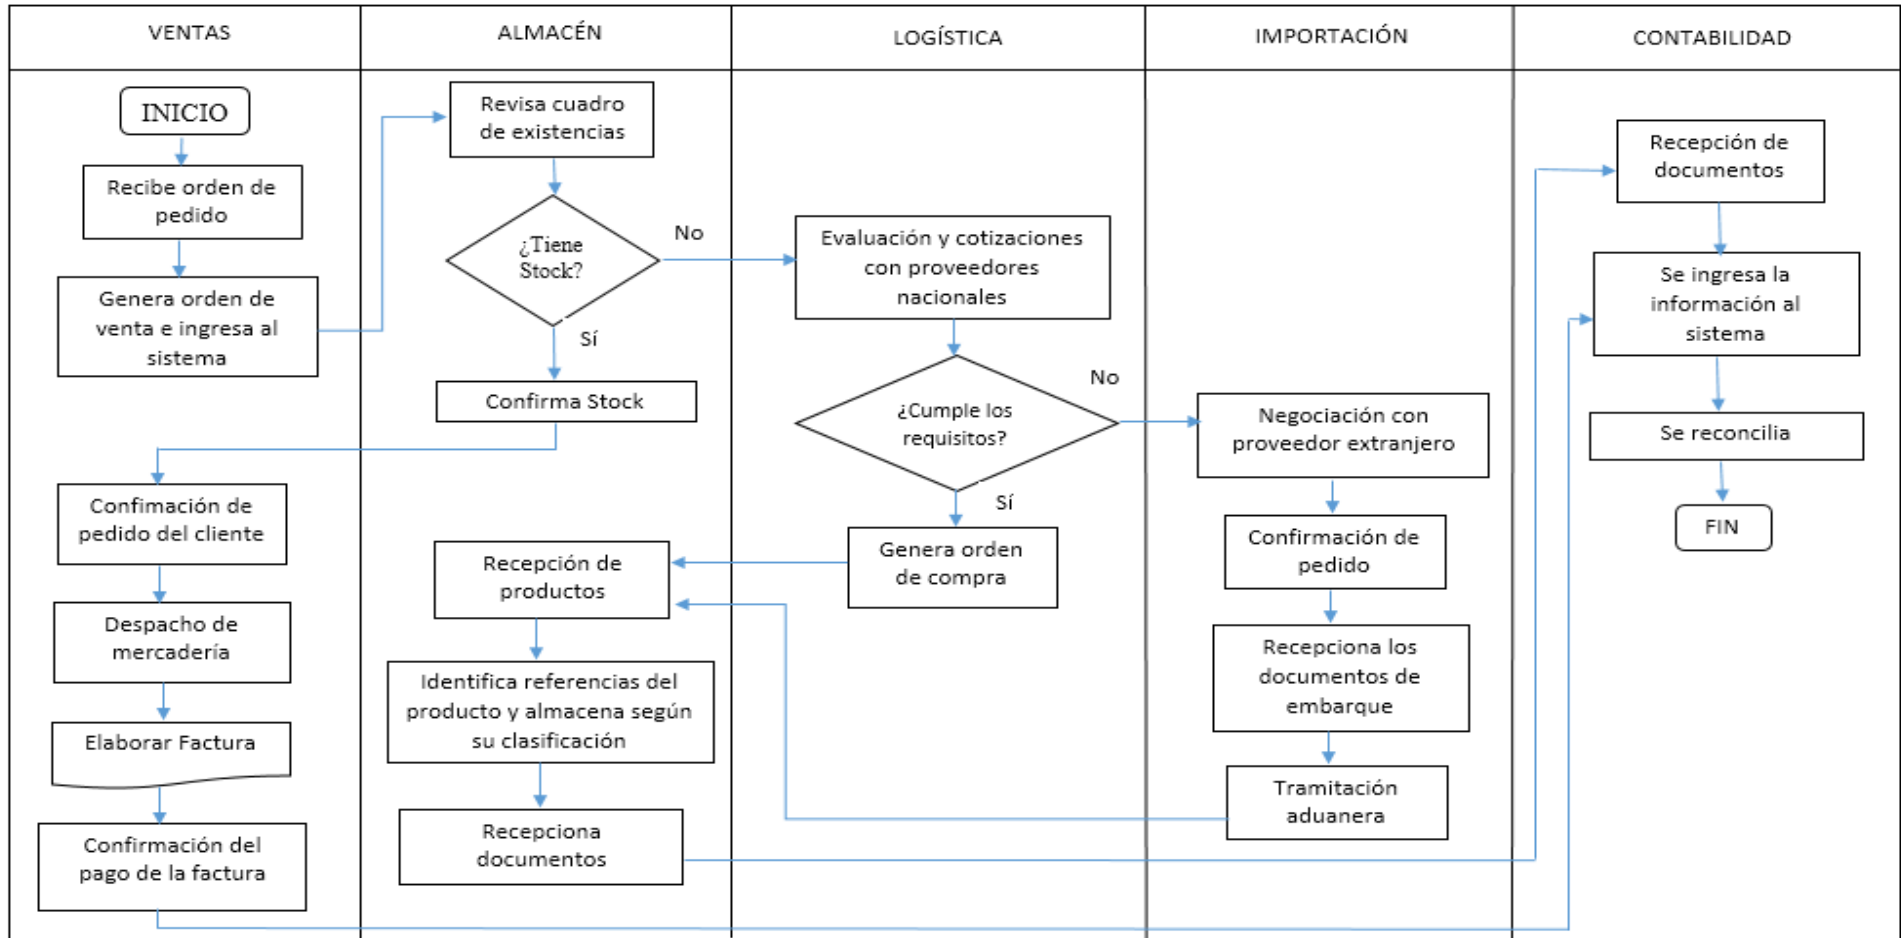 VENTAS
ALMACÉN
LOGÍSTICA
IMPORTACIÓN
CONTABILIDAD
INICIO
Recibe orden de
pedido
Genera orden de
venta e ingresa al
sistema
Confimación de
pedido del cliente
Despacho de
mercadería
Elaborar Factura
Confirmación del
pago de la factura
Revisa cuadro
de existencias
¿Tiene
Stock?
No
Sí
Confirma Stock
Recepción de
productos
Identifica referencias del
producto y almacena según
su clasificación
Recepciona
documentos
Evaluación y cotizaciones
con proveedores
nacionales
¿Cumple los
requisitos?
No
Sí
Genera orden
de compra
Negociación con
proveedor extranjero
Confirmación de
pedido
Recepciona los
documentos de
embarque
Tramitación
aduanera
Recepción de
documentos
Se ingresa la
información al
sistema
Se reconcilia
FIN